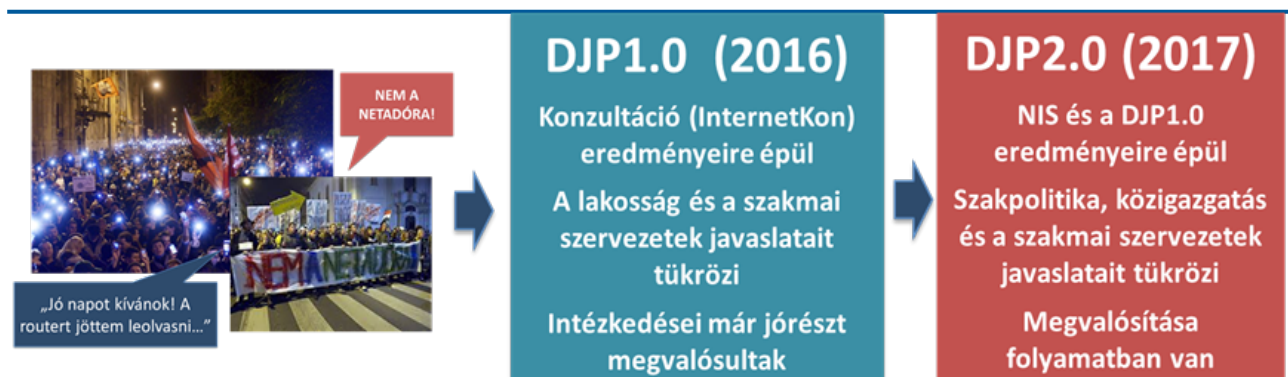 NEM A
NETADÓRA!
NEM A NETADÓRA!
„Jó napot kívánok! A
routert jöttem leolvasni…”
DJP1.0 (2016)
Konzultáció (InternetKon)
eredményeire épül
A lakosság és a szakmai
szervezetek javaslatait
tükrözi
Intézkedései már jórészt
megvalósultak
DJP2.0 (2017)
NIS és a DJP1.0
eredményeire épül
Szakpolitika, közigazgatás
és a szakmai szervezetek
javaslatait tükrözi
Megvalósítása
folyamatban van